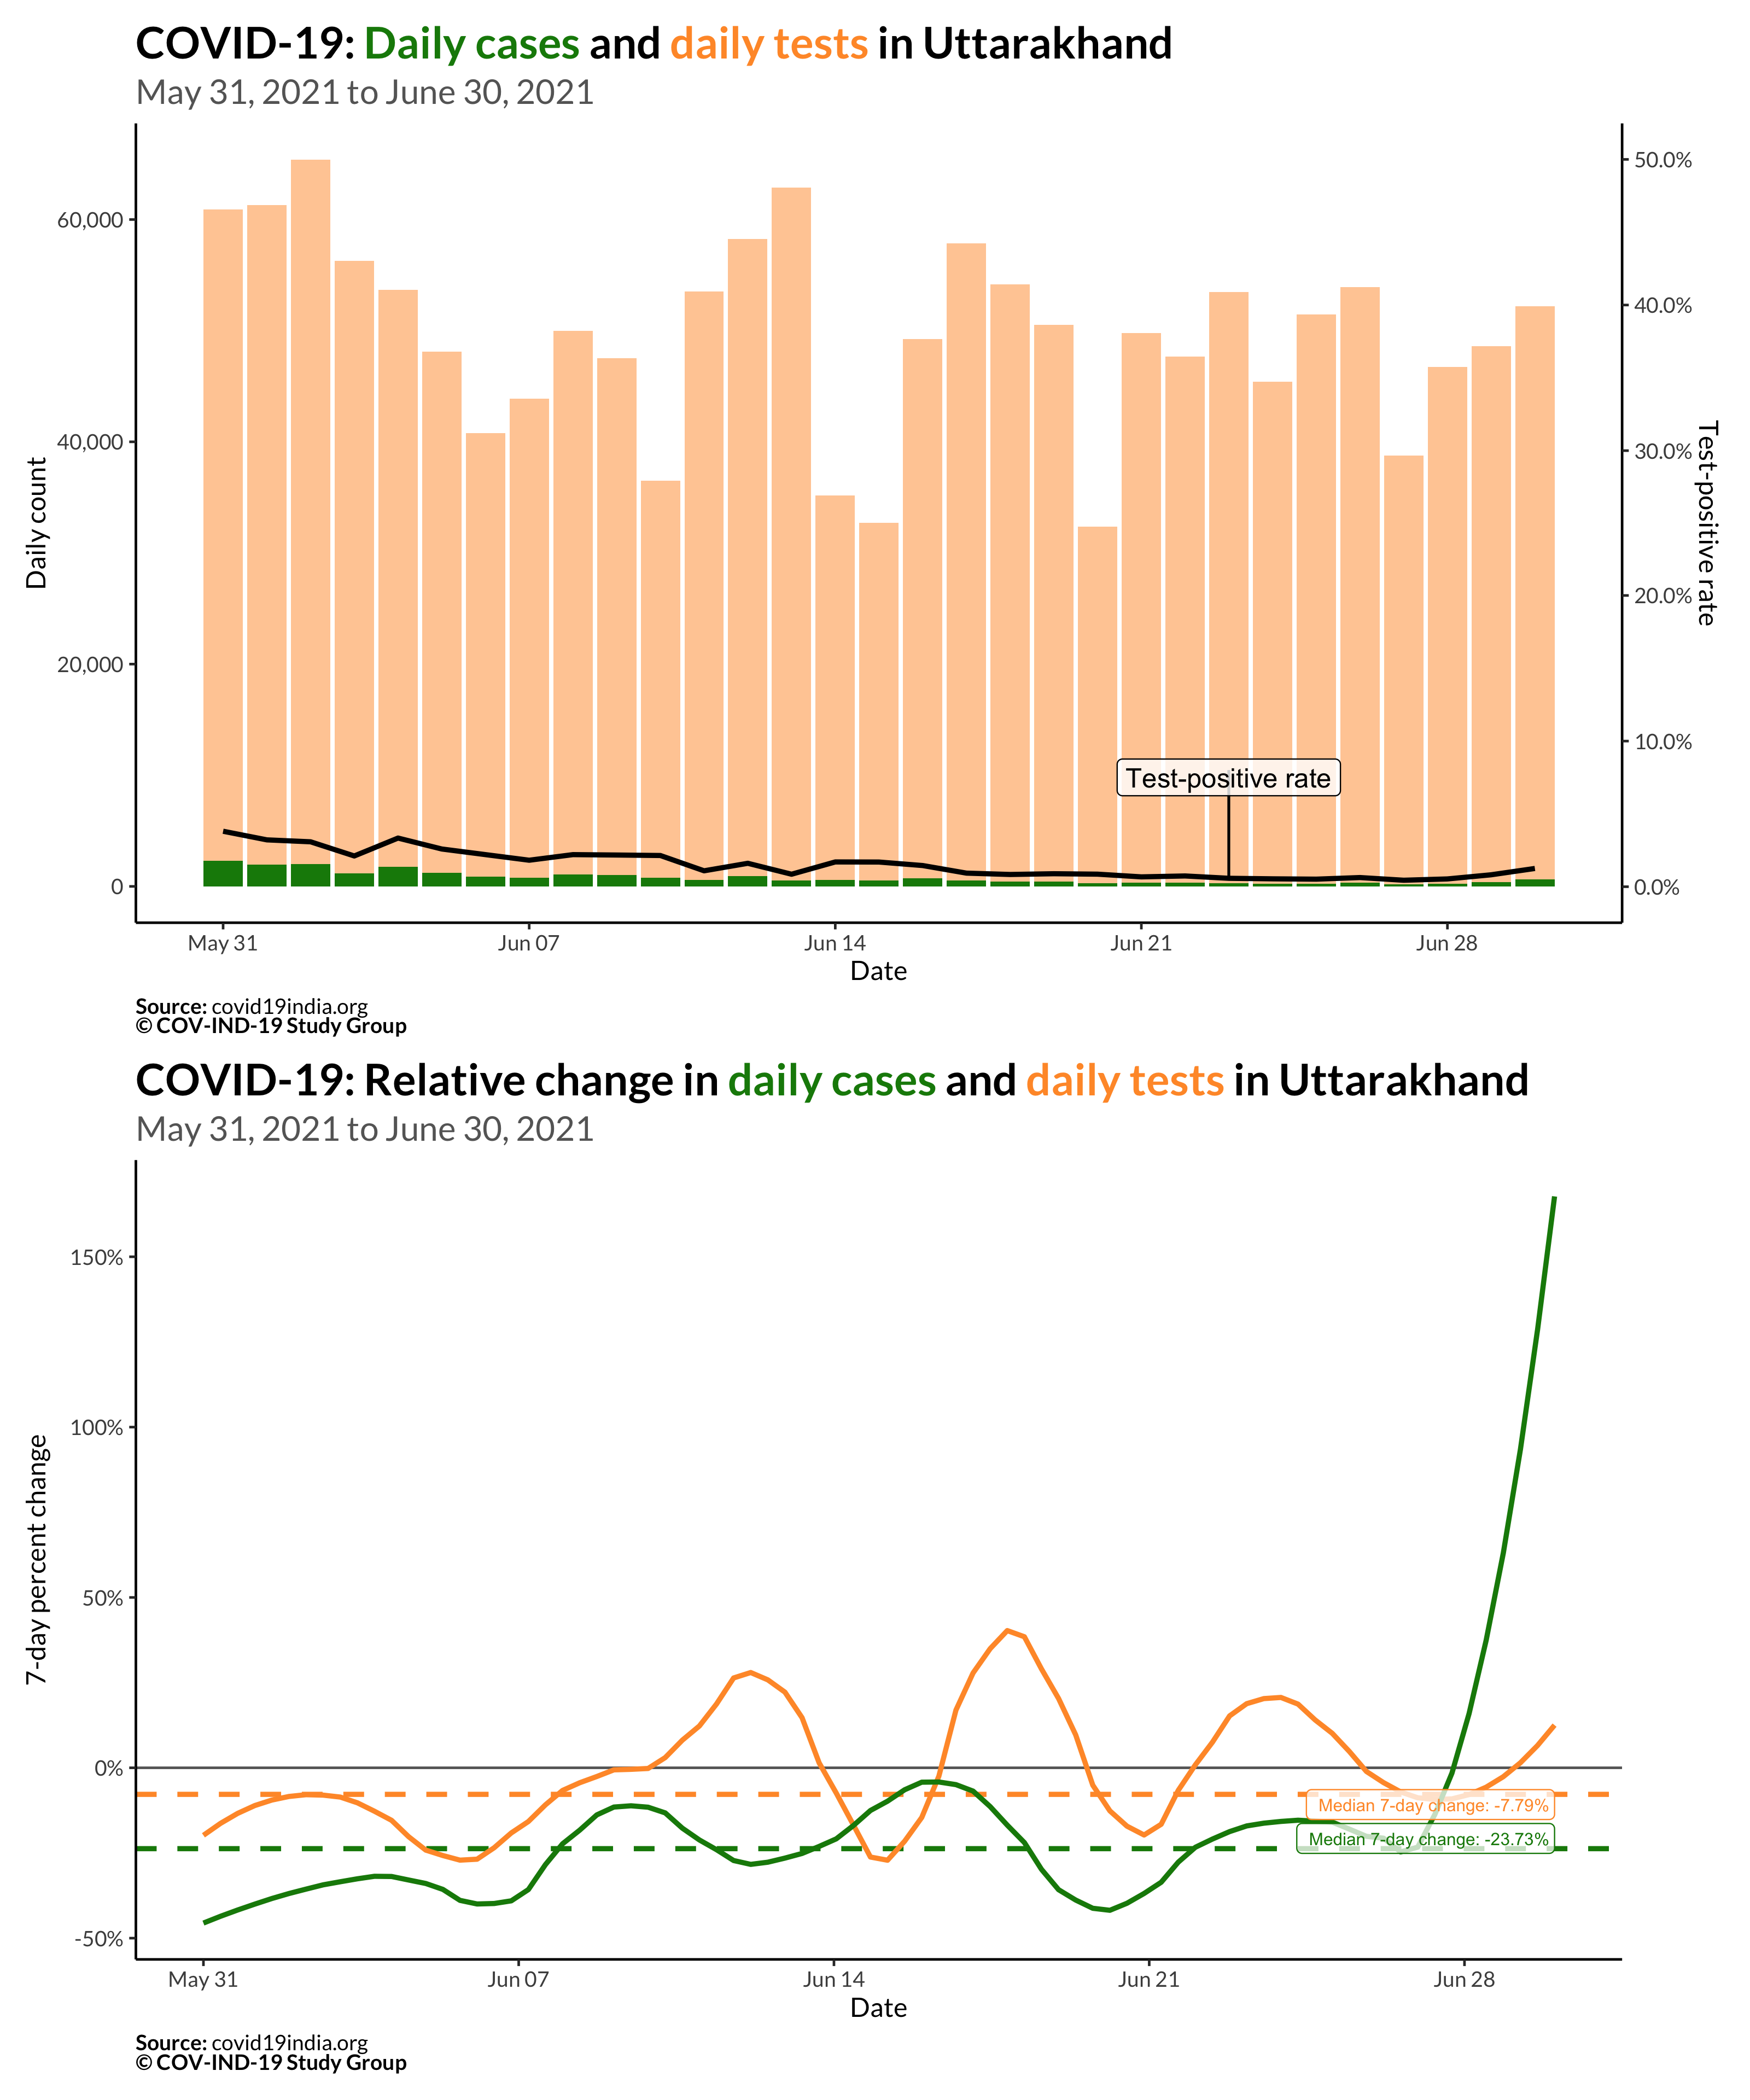 COVID-19: Daily cases and daily tests in Uttarakhand
May 31, 2021 to June 30, 2021
Daily count
60,000
40,000
20,000
0
50.0%
40.0%
30.0%
20.0%
10.0%
0.0%
Test-positive rate
Test-positive rate
May 31
Jun 07
Jun 14
Jun 21
Jun 28
Date
Source: covid19india.org
© COV-IND-19 Study Group
COVID-19: Relative change in daily cases and daily tests in Uttarakhand
May 31, 2021 to June 30, 2021
7-day percent change
150%
100%
50%
0%
-50%
Median 7-day change: -7.79%
Median 7-day change: -23.73%
May 31
Jun 07
Jun 14
Jun 21
Jun 28
Date
Source: covid19india.org
© COV-IND-19 Study Group